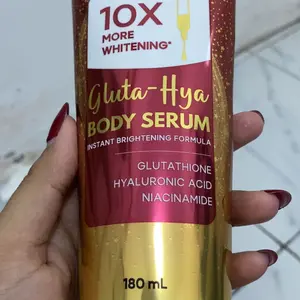 10X
MORE
WHITENING*
Gluta-Hya
BODY SERUM
INSTANT BRIGHTENING FORMULA
GLUTATHIONE
HYALURONIC ACID
NIACINAMIDE
180 mL